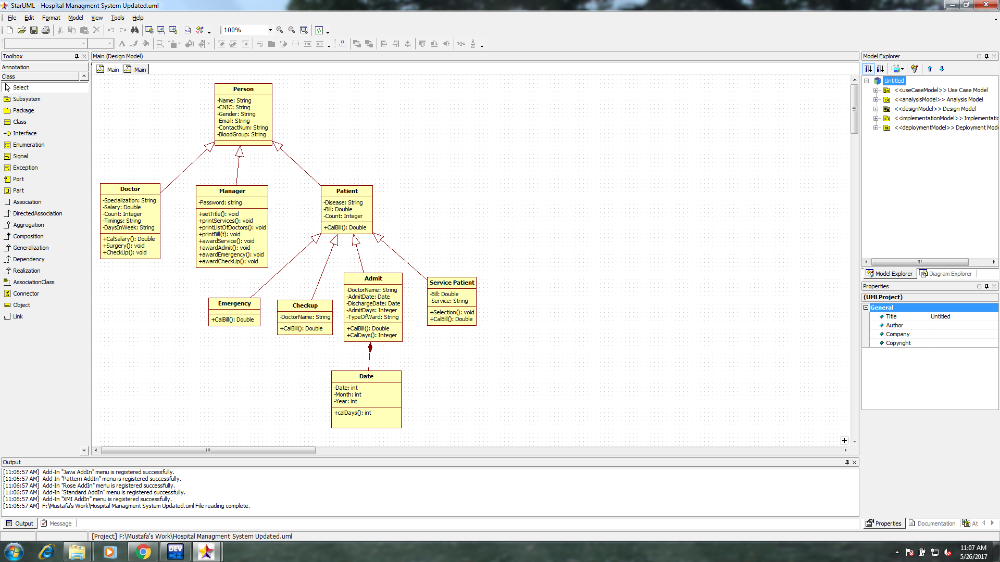 StarUML - Hospital Managment System Updated.uml
File Edit Format Model View Tools Help
100%
Toolbox
Annotation
Class
Select
Subsystem
Package
Class
Interface
Enumeration
Signal
Exception
Port
Part
Association
DirectedAssociation
Aggregation
Composition
Generalization
Dependency
Realization
AssociationClass
Connector
Object
Link
Main (Design Model)
Main Main
Person
-Name: String
-CNIC: String
-Gender: String
-Email: String
-ContactNum: String
-BloodGroup: String
Doctor
-Specialization: String
-Salary: Double
-Count: Integer
-Timings: String
-DaysInWeek: String
+CalSalary(): Double
+Surgery(): void
+CheckUp(): void
Manager
-Password: string
+setTitle(): void
+printServices(): void
+printListOfDoctors(): void
+printBill(t): void
+awardService(): void
+awardAdmit(): void
+awardEmergency(): void
+awardCheckUp(): void
Patient
-Disease: String
-Bill: Double
-Count: Integer
+CalBill(): Double
Emergency
+CalBill(): Double
Checkup
-DoctorName: String
+CalBill(): Double
Admit
-DoctorName: String
-AdmitDate: Date
-DischargeDate: Date
-AdmitDays: Integer
-TypeOfWard: String
+CalBill(): Double
+CalDays(): Integer
Service Patient
-Bill: Double
-Service: String
+Selection(): void
+CalBill(): Double
Date
-Date: int
-Month: int
-Year: int
+calDays(): int
Model Explorer
Untitled
<<useCaseModel>> Use Case Model
<<analysisModel>> Analysis Model
<<designModel>> Design Model
<<implementationModel>> Implementatic
<<deploymentModel>> Deployment Mode
Model Explorer Diagram Explorer
Properties
(UMLProject)
General
Title Untitled
Author
Company
Copyright
Properties Documentation At
Output
[11:06:57 AM] Add-In "Java AddIn" menu is registered successfully.
[11:06:57 AM] Add-In "Pattern AddIn" menu is registered successfully.
[11:06:57 AM] Add-In "Rose AddIn" menu is registered successfully.
[11:06:57 AM] Add-In "Standard AddIn" menu is registered successfully.
[11:06:57 AM] Add-In "XMI AddIn" menu is registered successfully.
[11:06:57 AM] F:\Mustafa's Work\Hospital Managment System Updated.uml File reading complete.
Output Message
[Project] F:\Mustafa's Work\Hospital Managment System Updated.uml
DEV
C++
11:07 AM
5/26/2017